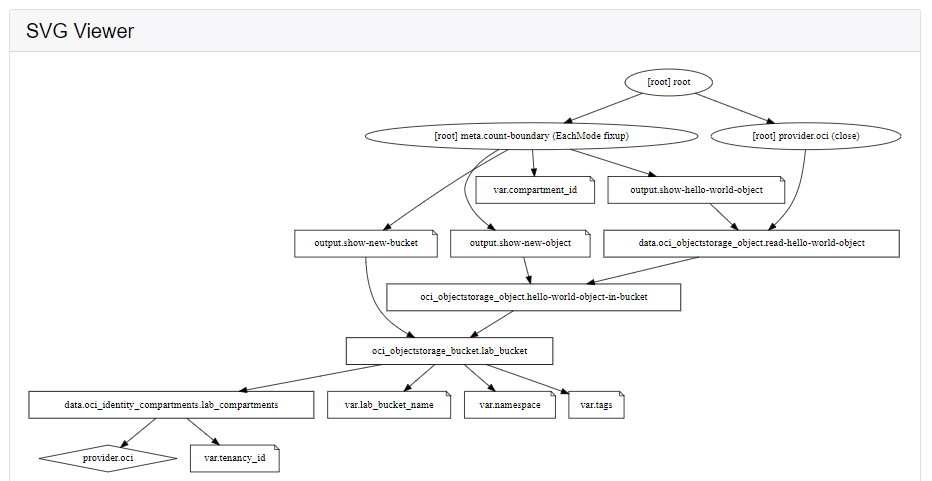 SVG Viewer
[root] root
[root] meta.count-boundary (EachMode fixup)
[root] provider.oci (close)
var.compartment_id
output.show-hello-world-object
output.show-new-bucket
output.show-new-object
data.oci_objectstorage_object.read-hello-world-object
oci_objectstorage_object.hello-world-object-in-bucket
oci_objectstorage_bucket.lab_bucket
data.oci_identity_compartments.lab_compartments
var.lab_bucket_name
var.namespace
var.tags
provider.oci
var.tenancy_id